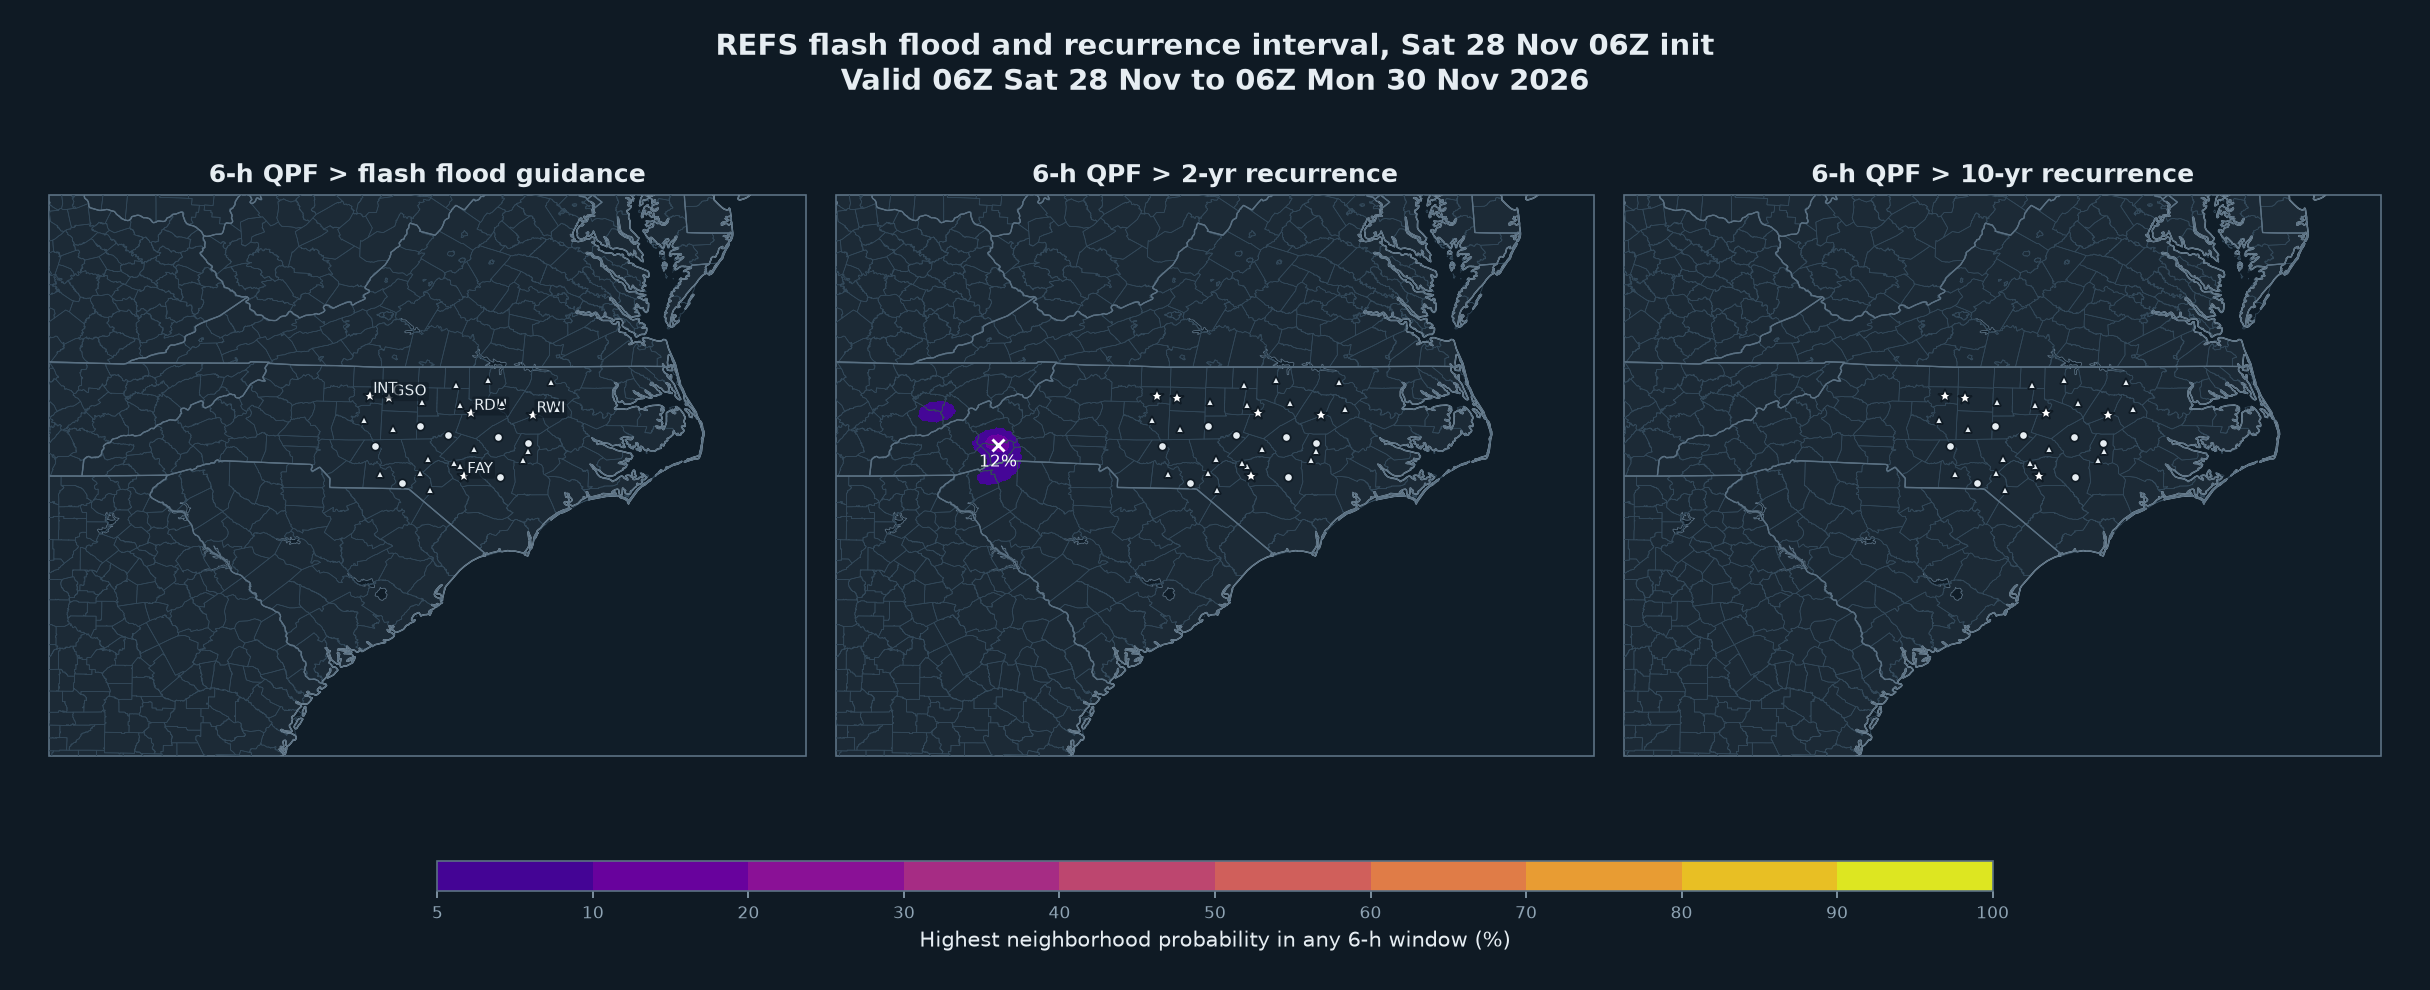 REFS flash flood and recurrence interval, Sat 28 Nov 06Z init
Valid 06Z Sat 28 Nov to 06Z Mon 30 Nov 2026
6-h QPF > flash flood guidance
6-h QPF > 2-yr recurrence
6-h QPF > 10-yr recurrence
INT GSO
RDU
RWI
FAY
12%
5 10 20 30 40 50 60 70 80 90 100
Highest neighborhood probability in any 6-h window (%)